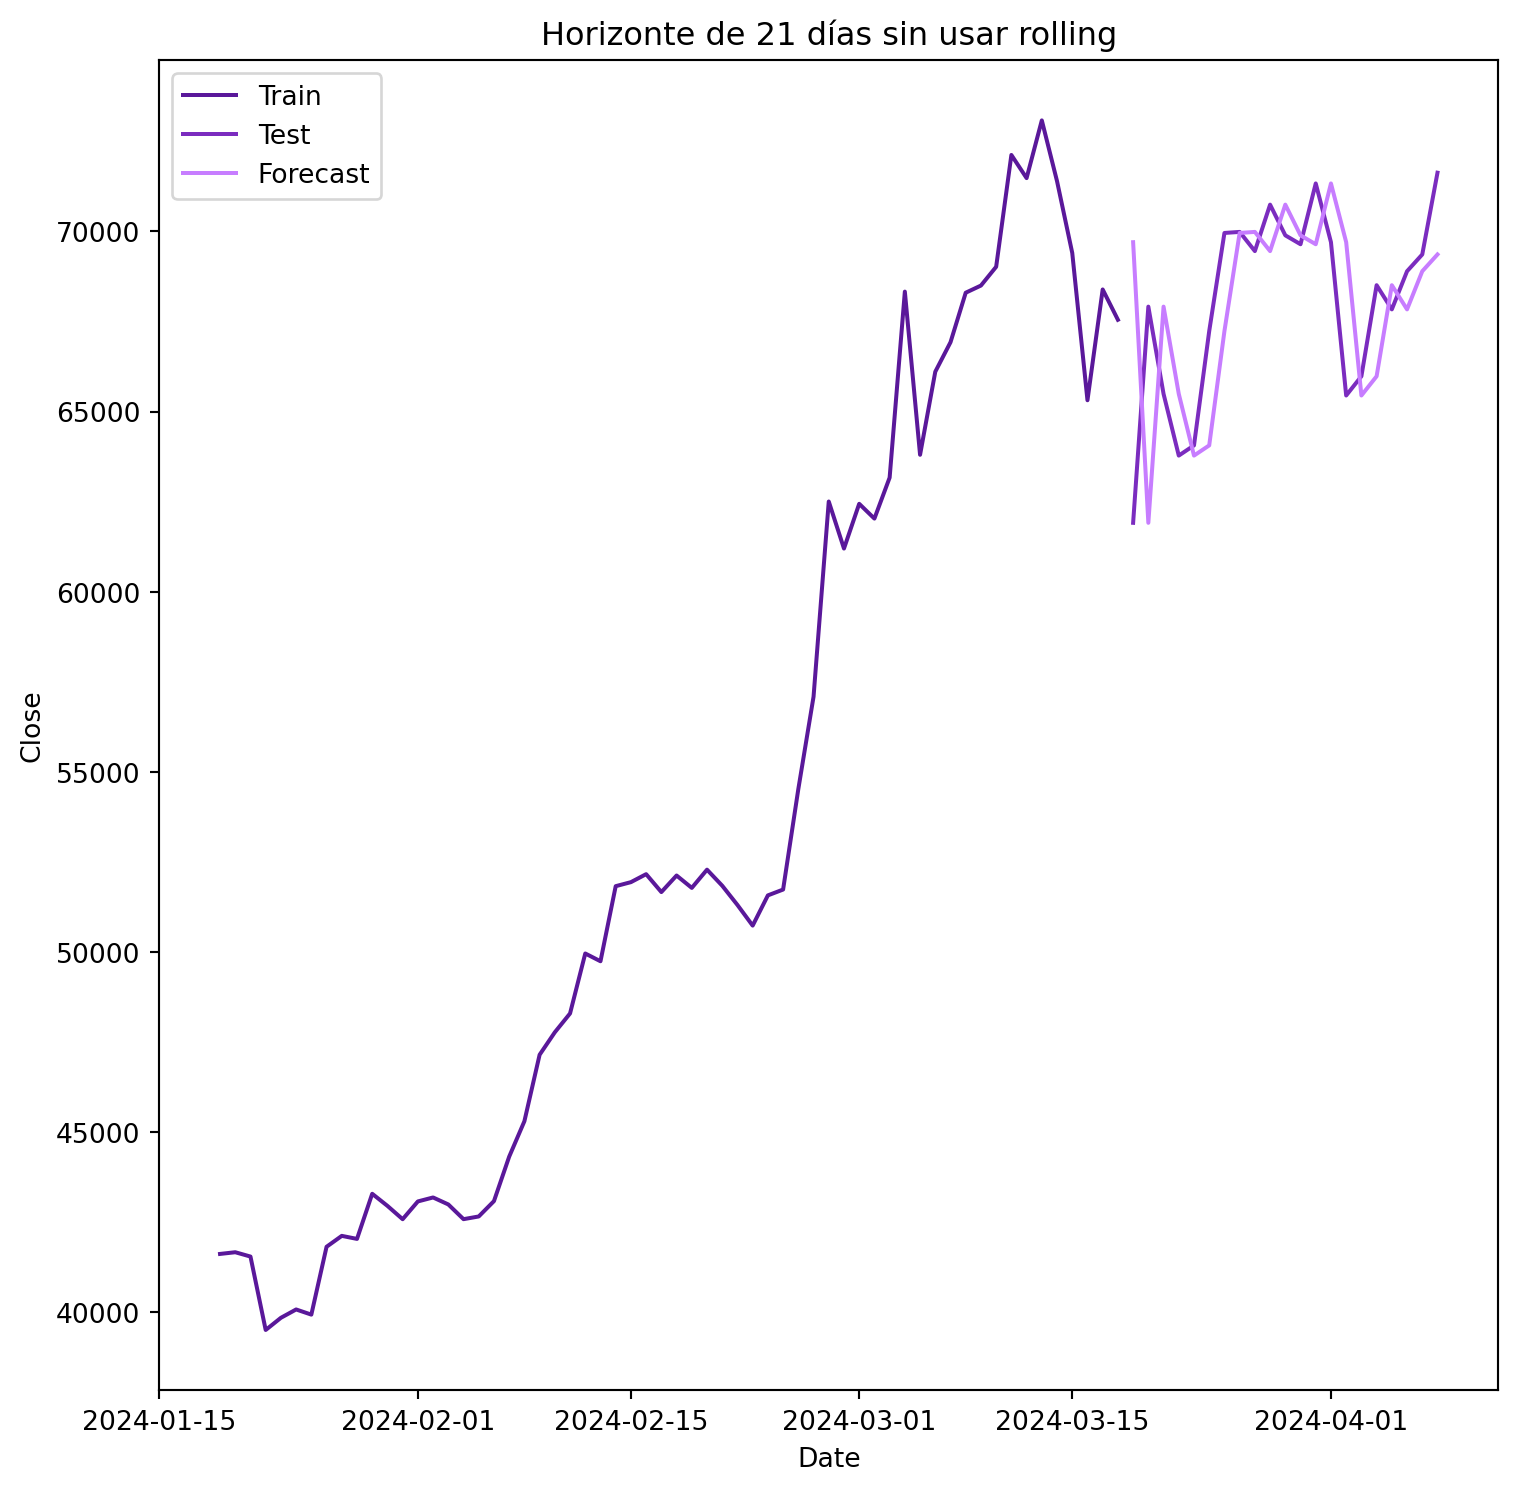 Horizonte de 21 días sin usar rolling
Train
Test
Forecast
70000
65000
60000
55000
50000
45000
40000
Close
2024-01-15
2024-02-01
2024-02-15
2024-03-01
2024-03-15
2024-04-01
Date